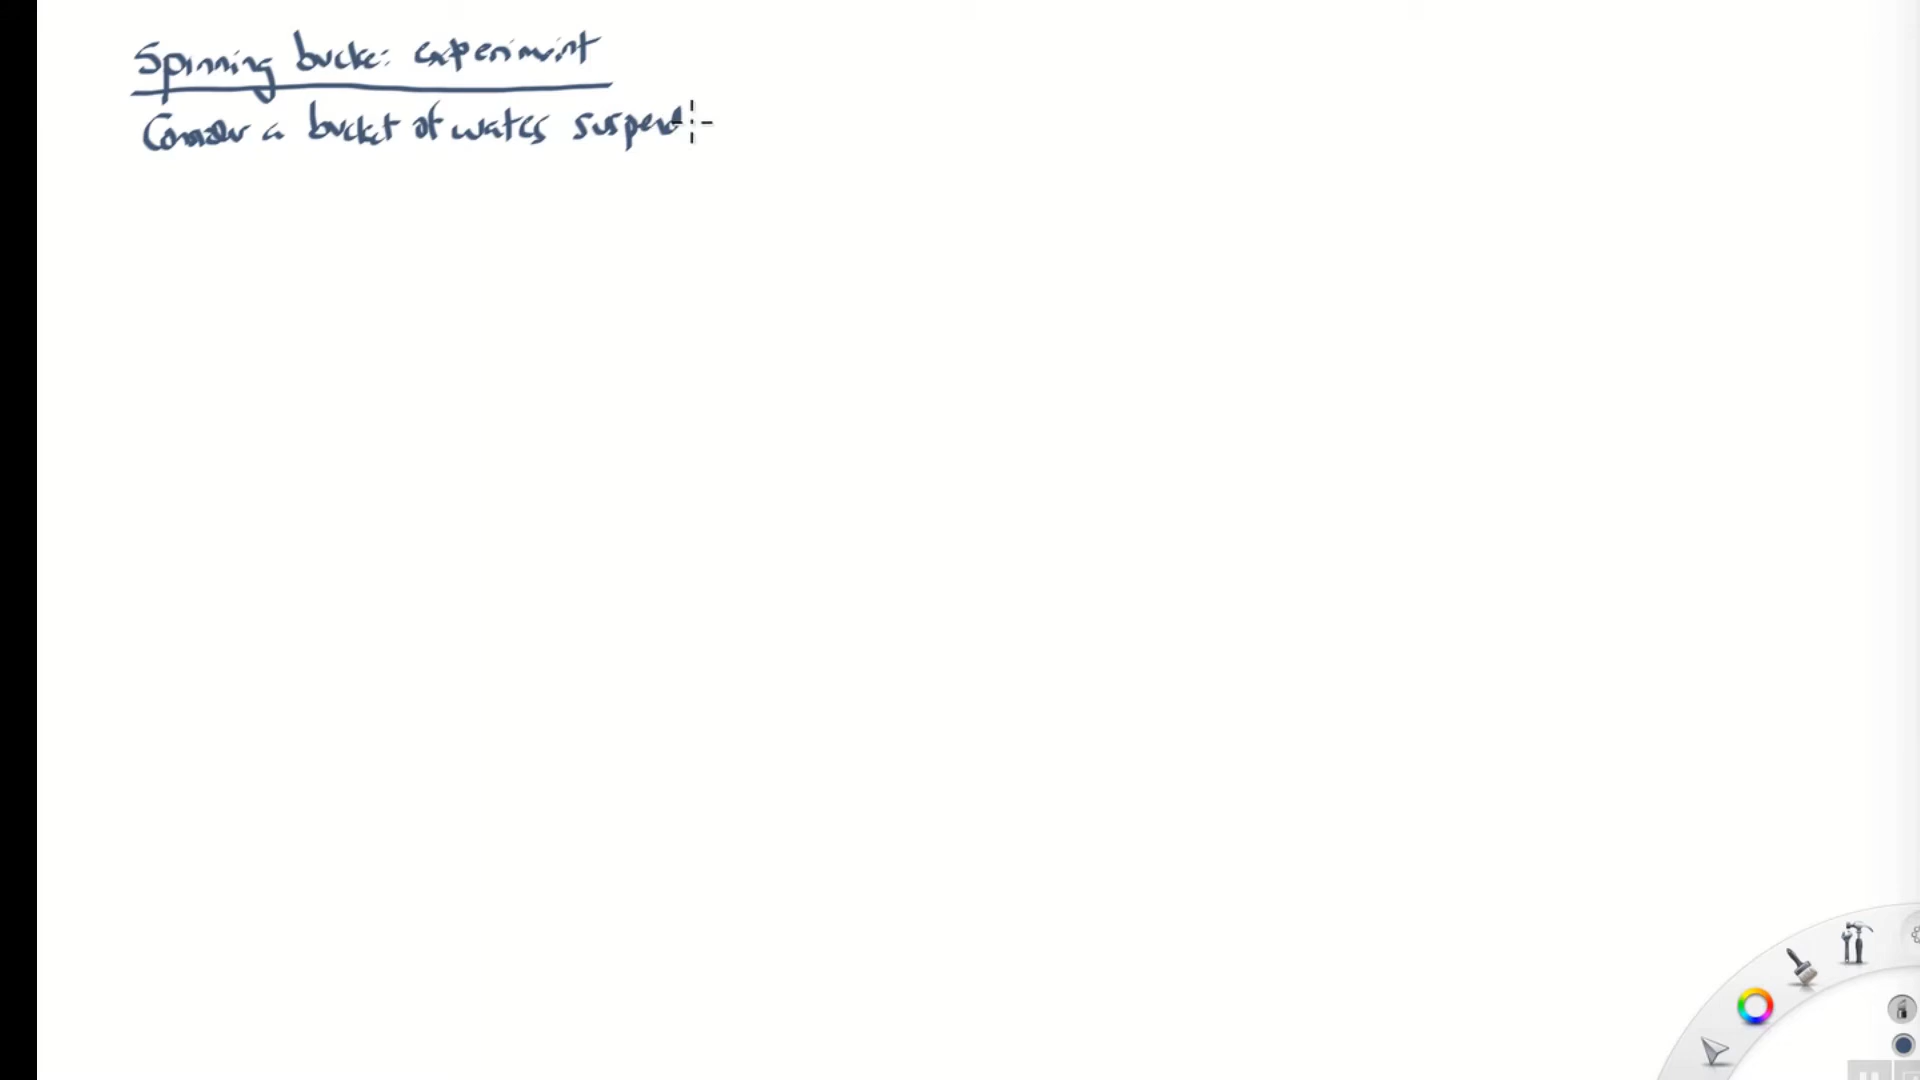 Spinning bucket experiment
Consider a bucket of water suspend